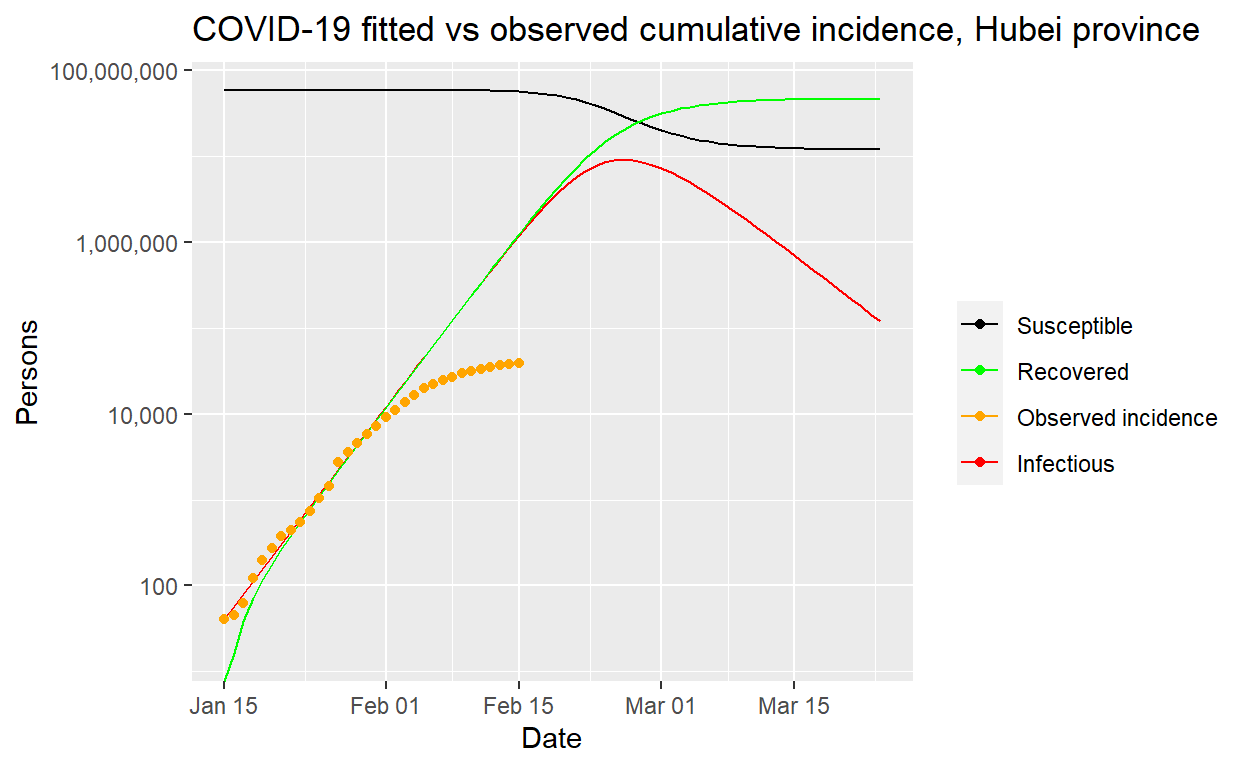 COVID-19 fitted vs observed cumulative incidence, Hubei province
100,000,000
1,000,000
10,000
100
Persons
Jan 15
Feb 01
Feb 15
Mar 01
Mar 15
Date
Susceptible
Recovered
Observed incidence
Infectious